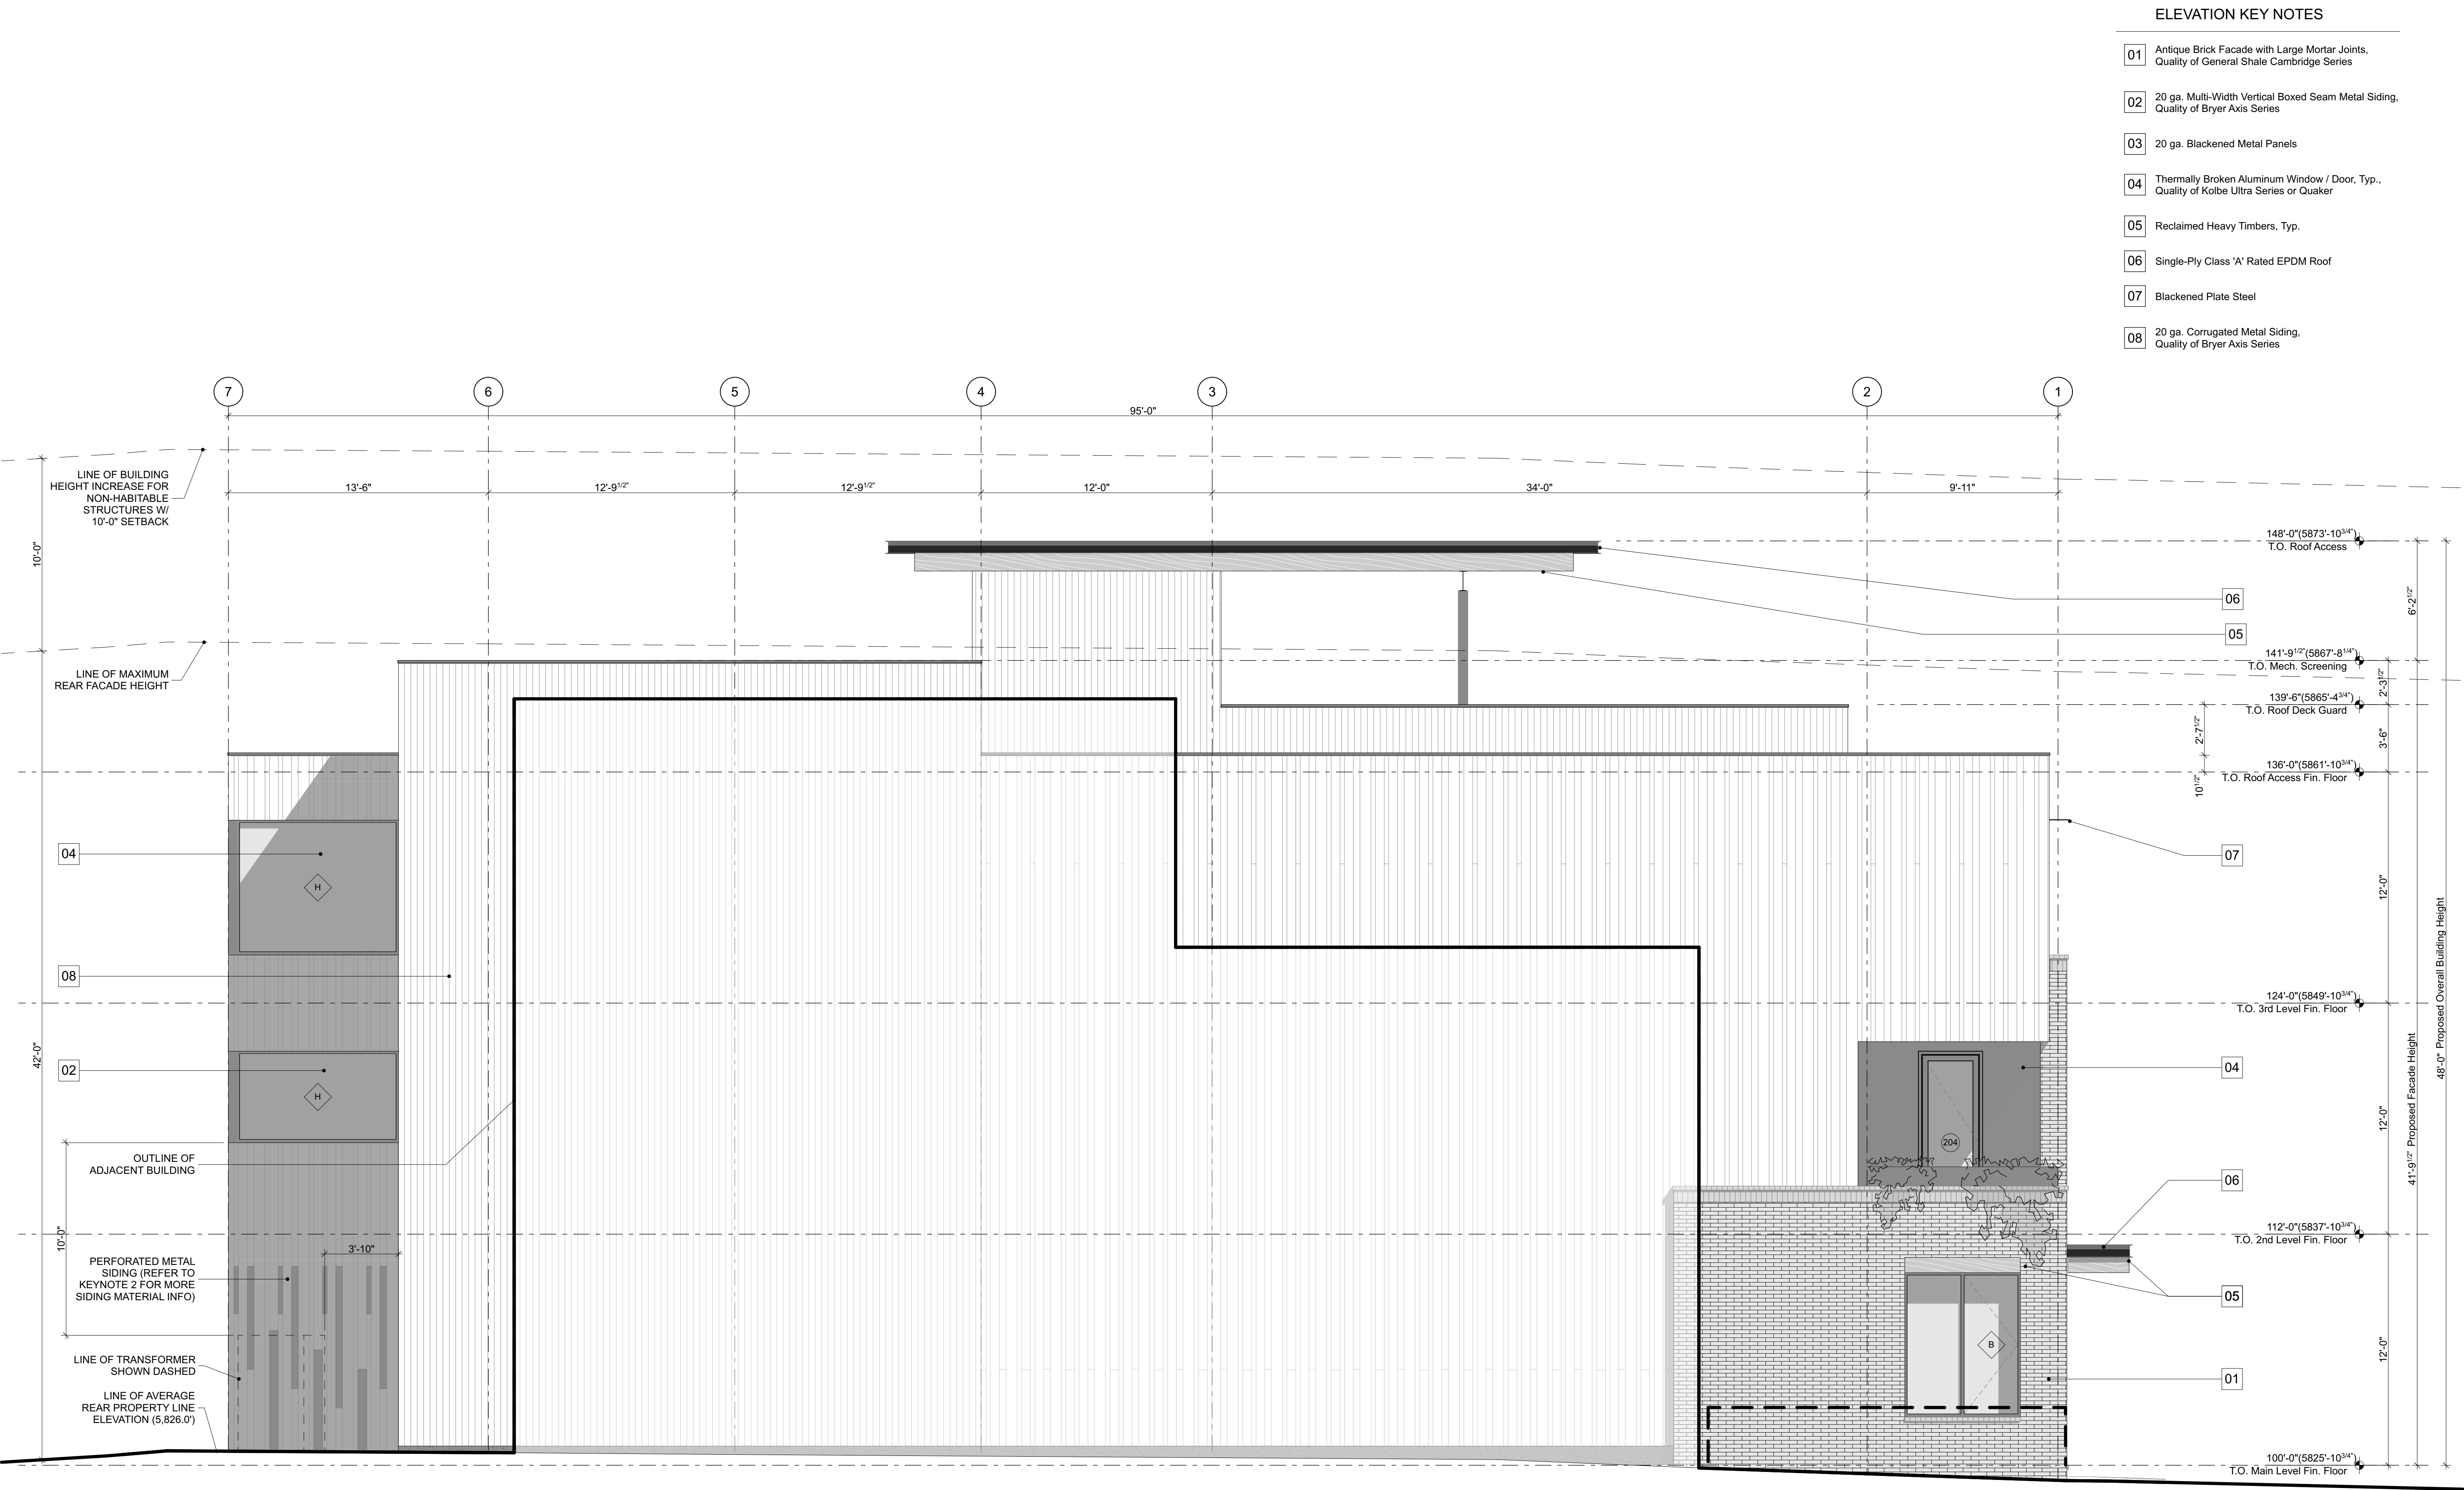 ELEVATION KEY NOTES
01
Antique Brick Facade with Large Mortar Joints,
Quality of General Shale Cambridge Series
02
20 ga. Multi-Width Vertical Boxed Seam Metal Siding,
Quality of Bryer Axis Series
03
20 ga. Blackened Metal Panels
04
Thermally Broken Aluminum Window / Door, Typ.,
Quality of Kolbe Ultra Series or Quaker
05
Reclaimed Heavy Timbers, Typ.
06
Single-Ply Class 'A' Rated EPDM Roof
07
Blackened Plate Steel
08
20 ga. Corrugated Metal Siding,
Quality of Bryer Axis Series
7
6
5
4
3
2
1
95'-0"
13'-6"
12'-9 1/2"
12'-9 1/2"
12'-0"
34'-0"
9'-11"
LINE OF BUILDING
HEIGHT INCREASE FOR
NON-HABITABLE
STRUCTURES W/
10'-0" SETBACK
10'-0"
LINE OF MAXIMUM
REAR FACADE HEIGHT
04
H
08
42'-0"
02
H
OUTLINE OF
ADJACENT BUILDING
10'-0"
3'-10"
PERFORATED METAL
SIDING (REFER TO
KEYNOTE 2 FOR MORE
SIDING MATERIAL INFO)
LINE OF TRANSFORMER
SHOWN DASHED
LINE OF AVERAGE
REAR PROPERTY LINE
ELEVATION (5,826.0')
204
B
148'-0"(5873'-10 3/4")
T.O. Roof Access
06
05
6'-2 1/2"
141'-9 1/2"(5867'-8 1/4")
T.O. Mech. Screening
2'-3 1/2"
139'-6"(5865'-4 3/4")
T.O. Roof Deck Guard
2'-7 1/2"
3'-6"
136'-0"(5861'-10 3/4")
T.O. Roof Access Fin. Floor
10 1/2"
07
12'-0"
124'-0"(5849'-10 3/4")
T.O. 3rd Level Fin. Floor
04
12'-0"
41'-9 1/2" Proposed Facade Height
48'-0" Proposed Overall Building Height
06
112'-0"(5837'-10 3/4")
T.O. 2nd Level Fin. Floor
05
12'-0"
01
100'-0"(5825'-10 3/4")
T.O. Main Level Fin. Floor